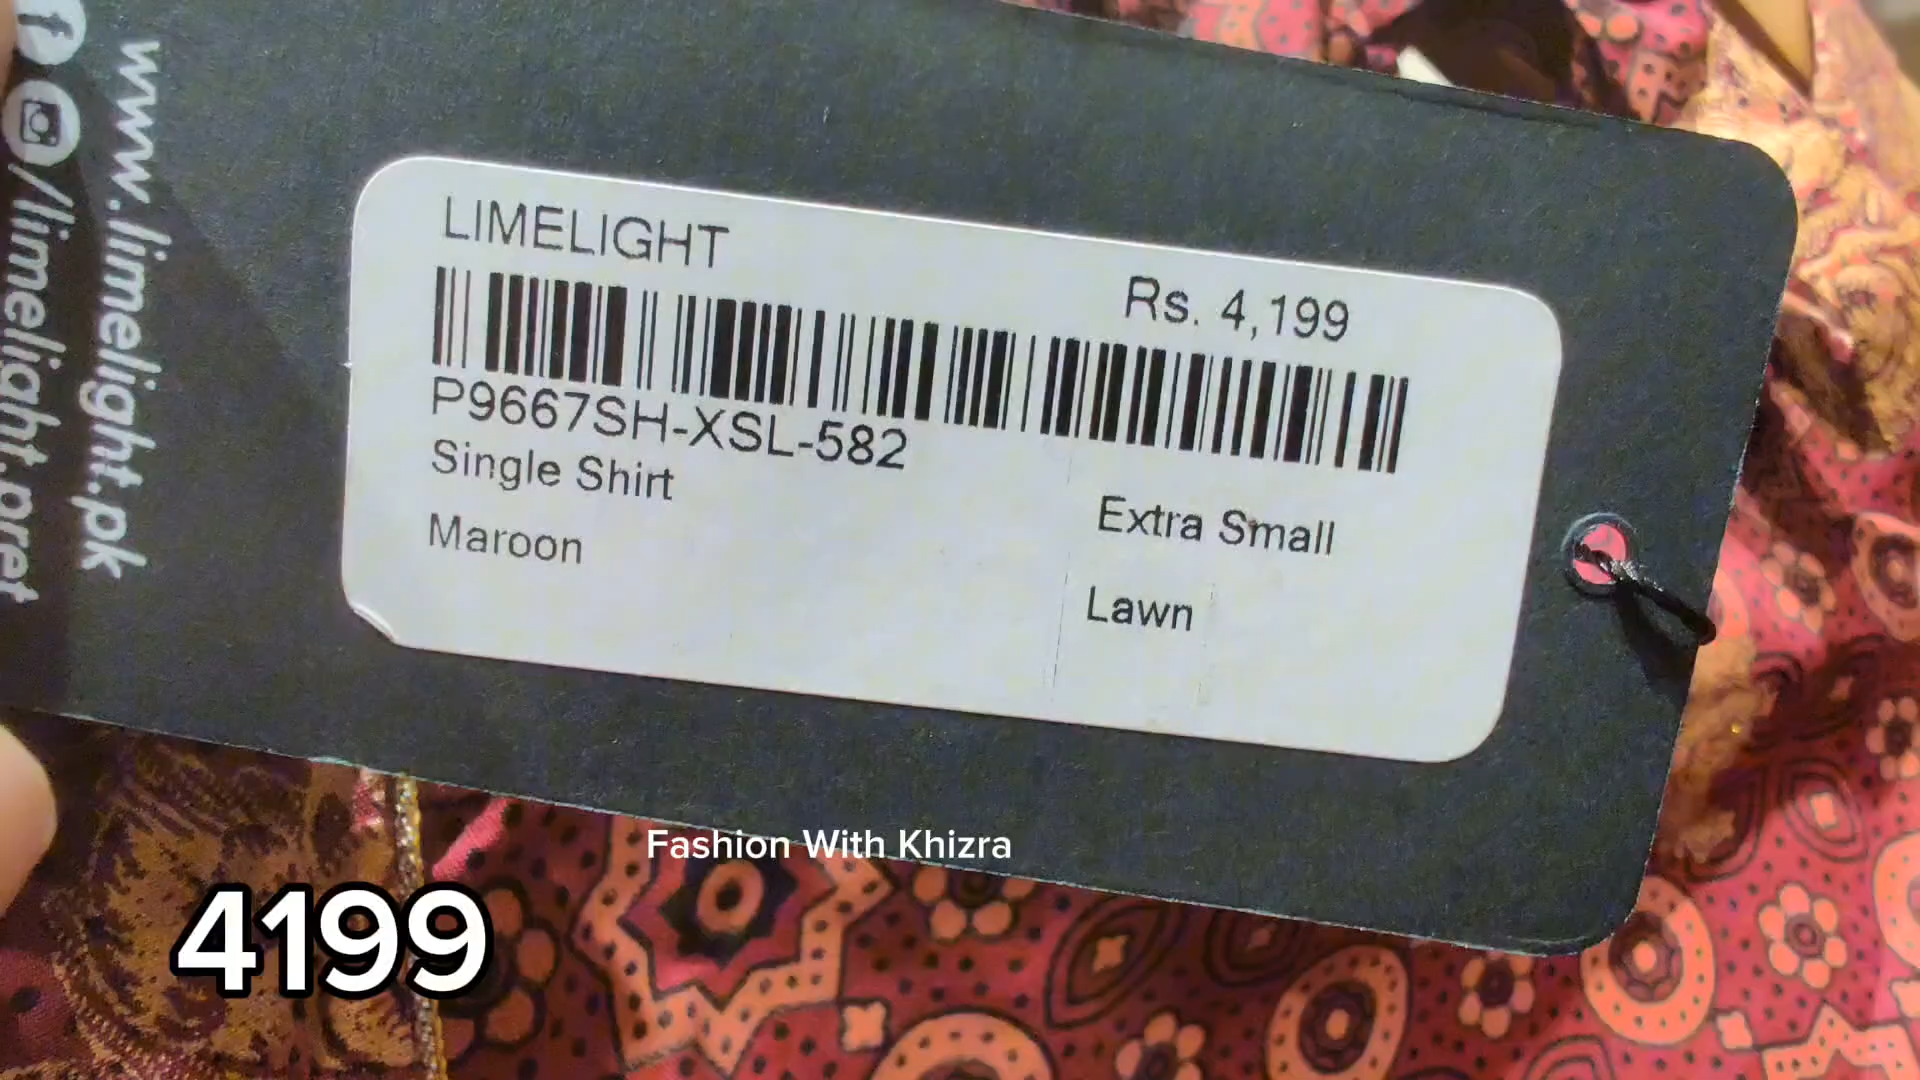 www.limelight.pk
/limelight.pret
LIMELIGHT
Rs. 4,199
P9667SH-XSL-582
Single Shirt
Extra Small
Maroon
Lawn
Fashion With Khizra
4199